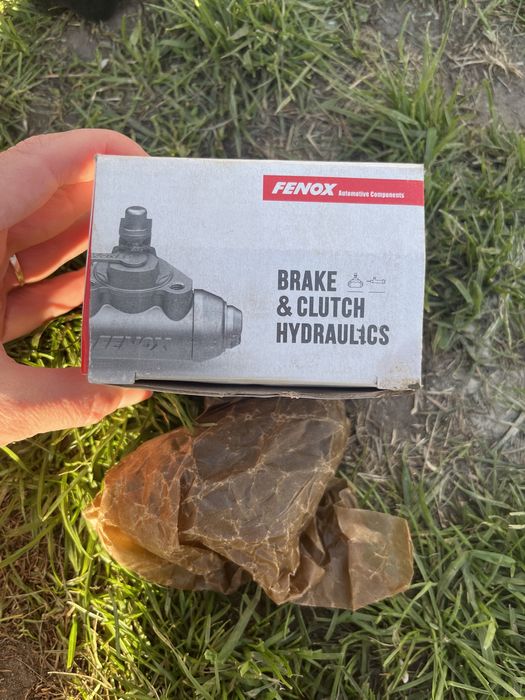 FENOX Automotive Components
BRAKE
& CLUTCH
HYDRAULICS
FENOX